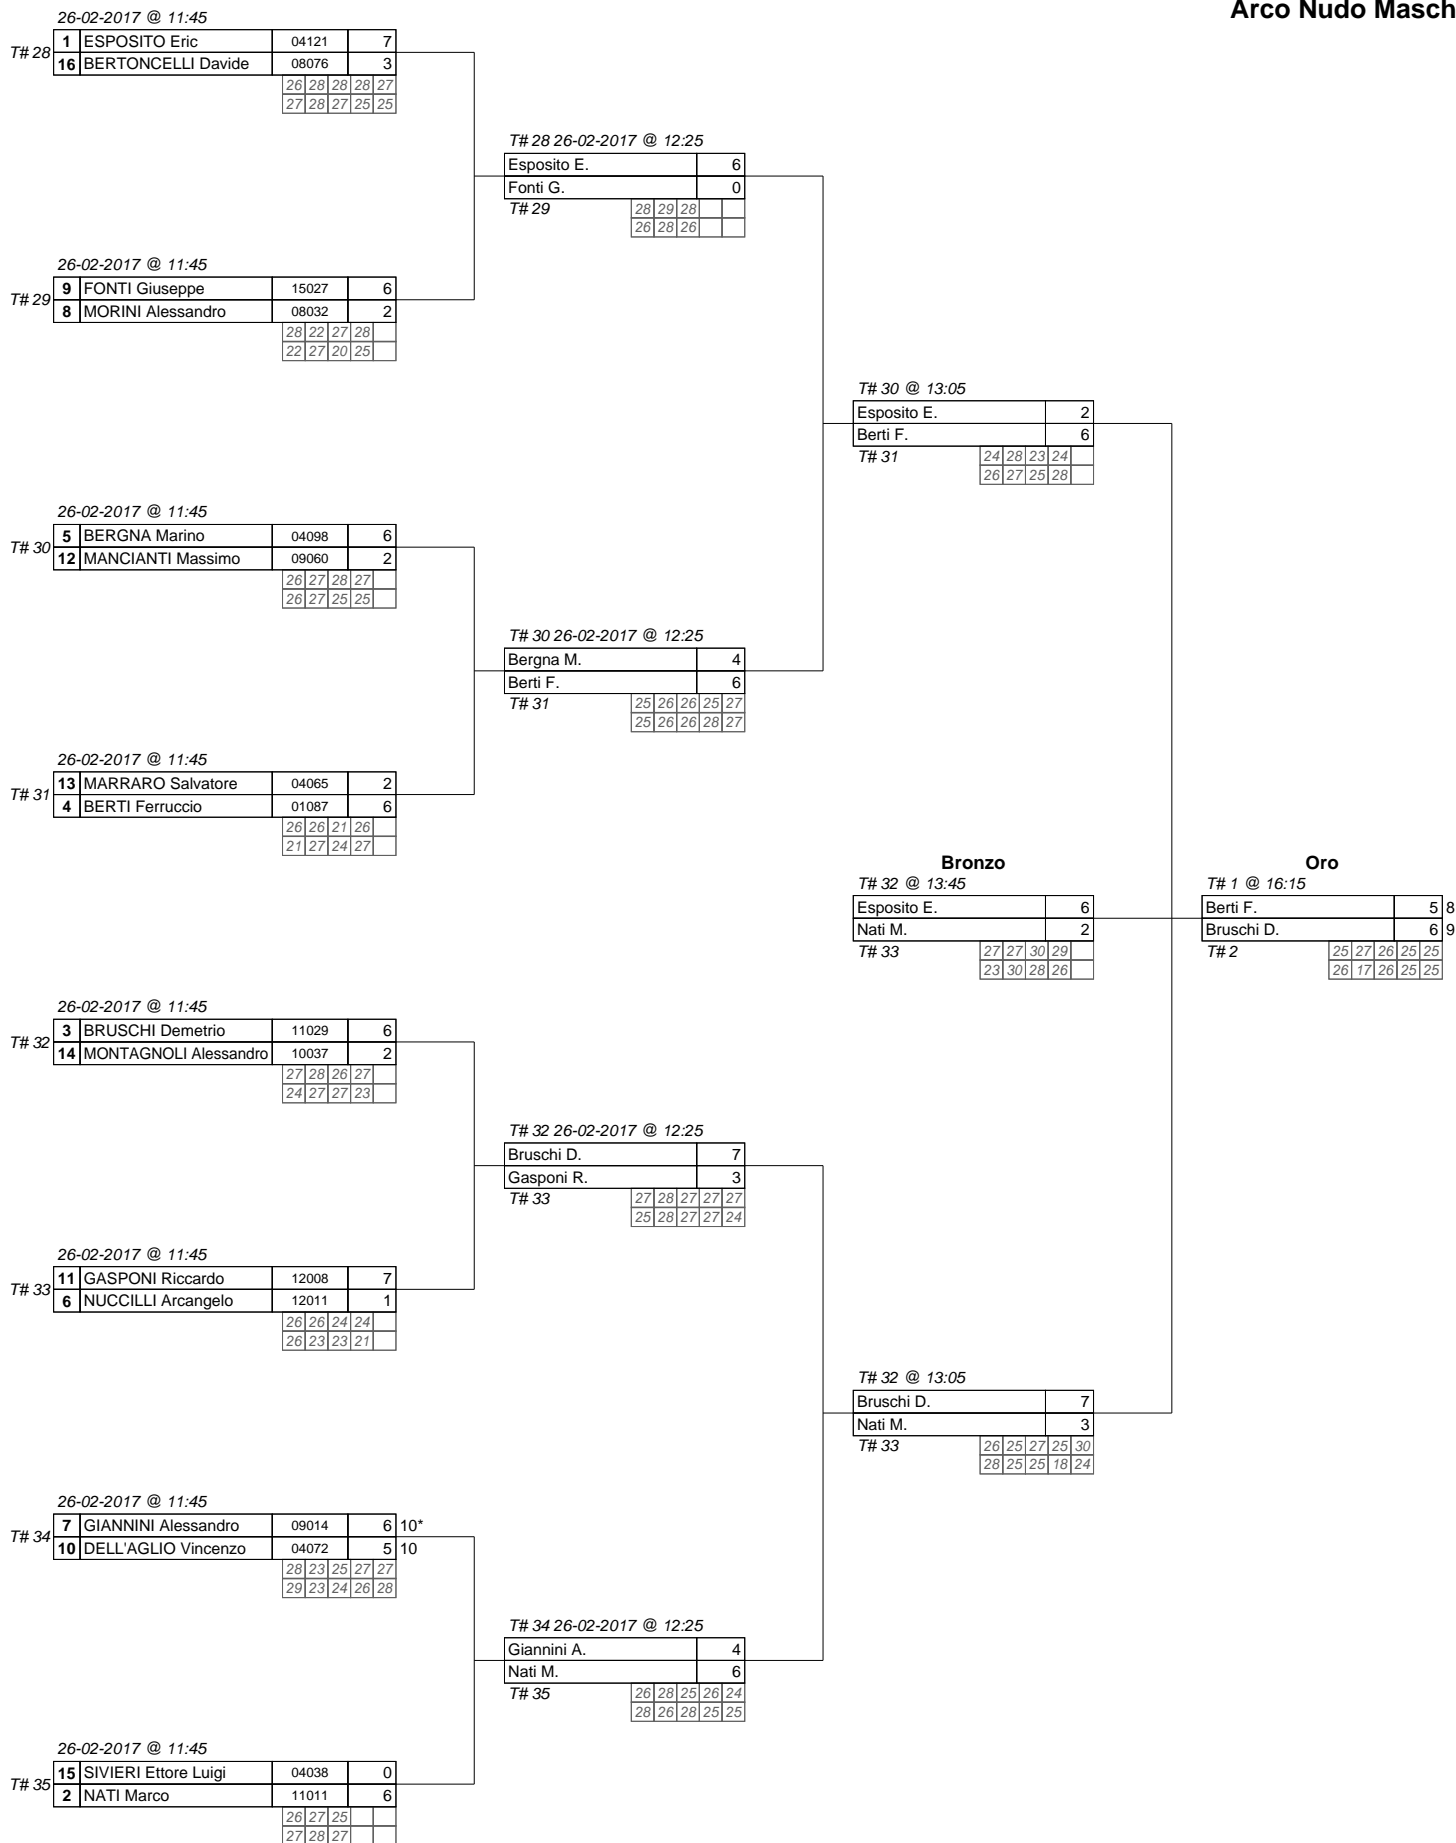 Arco Nudo Masch
26-02-2017 @ 11:45
T# 28
1 ESPOSITO Eric 04121 7
16 BERTONCELLI Davide 08076 3
26 28 28 28 27
27 28 27 25 25
T# 28 26-02-2017 @ 12:25
Esposito E. 6
Fonti G. 0
T# 29 28 29 28
26 28 26
26-02-2017 @ 11:45
T# 29
9 FONTI Giuseppe 15027 6
8 MORINI Alessandro 08032 2
28 22 27 28
22 27 20 25
T# 30 @ 13:05
Esposito E. 2
Berti F. 6
T# 31 24 28 23 24
26 27 25 28
26-02-2017 @ 11:45
T# 30
5 BERGNA Marino 04098 6
12 MANCIANTI Massimo 09060 2
26 27 28 27
26 27 25 25
T# 30 26-02-2017 @ 12:25
Bergna M. 4
Berti F. 6
T# 31 25 26 26 25 27
25 26 26 28 27
26-02-2017 @ 11:45
T# 31
13 MARRARO Salvatore 04065 2
4 BERTI Ferruccio 01087 6
26 26 21 26
21 27 24 27
Bronzo
T# 32 @ 13:45
Esposito E. 6
Nati M. 2
T# 33 27 27 30 29
23 30 28 26
Oro
T# 1 @ 16:15
Berti F. 5 8
Bruschi D. 6 9
T# 2 25 27 26 25 25
26 17 26 25 25
26-02-2017 @ 11:45
T# 32
3 BRUSCHI Demetrio 11029 6
14 MONTAGNOLI Alessandro 10037 2
27 28 26 27
24 27 27 23
T# 32 26-02-2017 @ 12:25
Bruschi D. 7
Gasponi R. 3
T# 33 27 28 27 27 27
25 28 27 27 24
26-02-2017 @ 11:45
T# 33
11 GASPONI Riccardo 12008 7
6 NUCCILLI Arcangelo 12011 1
26 26 24 24
26 23 23 21
T# 32 @ 13:05
Bruschi D. 7
Nati M. 3
T# 33 26 25 27 25 30
28 25 25 18 24
26-02-2017 @ 11:45
T# 34
7 GIANNINI Alessandro 09014 6 10*
10 DELL'AGLIO Vincenzo 04072 5 10
28 23 25 27 27
29 23 24 26 28
T# 34 26-02-2017 @ 12:25
Giannini A. 4
Nati M. 6
T# 35 26 28 25 26 24
28 26 28 25 25
26-02-2017 @ 11:45
T# 35
15 SIVIERI Ettore Luigi 04038 0
2 NATI Marco 11011 6
26 27 25
27 28 27